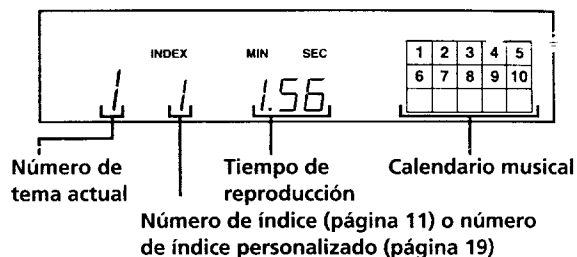 INDEX MIN SEC
1 2 3 4 5
6 7 8 9 10
1 1 1.56
Número de tema actual
Tiempo de reproducción
Calendario musical
Número de índice (página 11) o número
de índice personalizado (página 19)